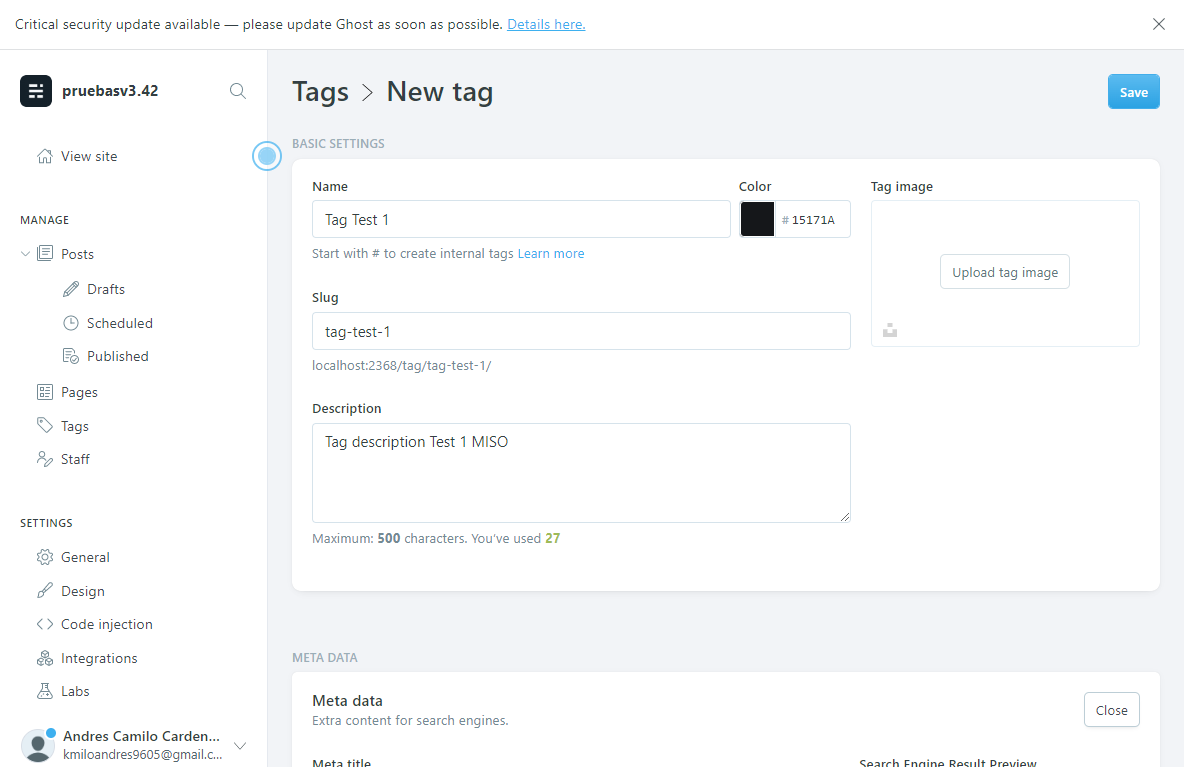 Critical security update available — please update Ghost as soon as possible. Details here.
pruebasv3.42
View site
MANAGE
Posts
Drafts
Scheduled
Published
Pages
Tags
Staff
SETTINGS
General
Design
Code injection
Integrations
Labs
Andres Camilo Carden...
kmiloandres9605@gmail.c...
Tags > New tag
Save
BASIC SETTINGS
Name
Tag Test 1
Start with # to create internal tags Learn more
Color
# 15171A
Slug
tag-test-1
localhost:2368/tag/tag-test-1/
Description
Tag description Test 1 MISO
Maximum: 500 characters. You've used 27
Tag image
Upload tag image
META DATA
Meta data
Extra content for search engines.
Close
Meta title
Search Engine Result Preview